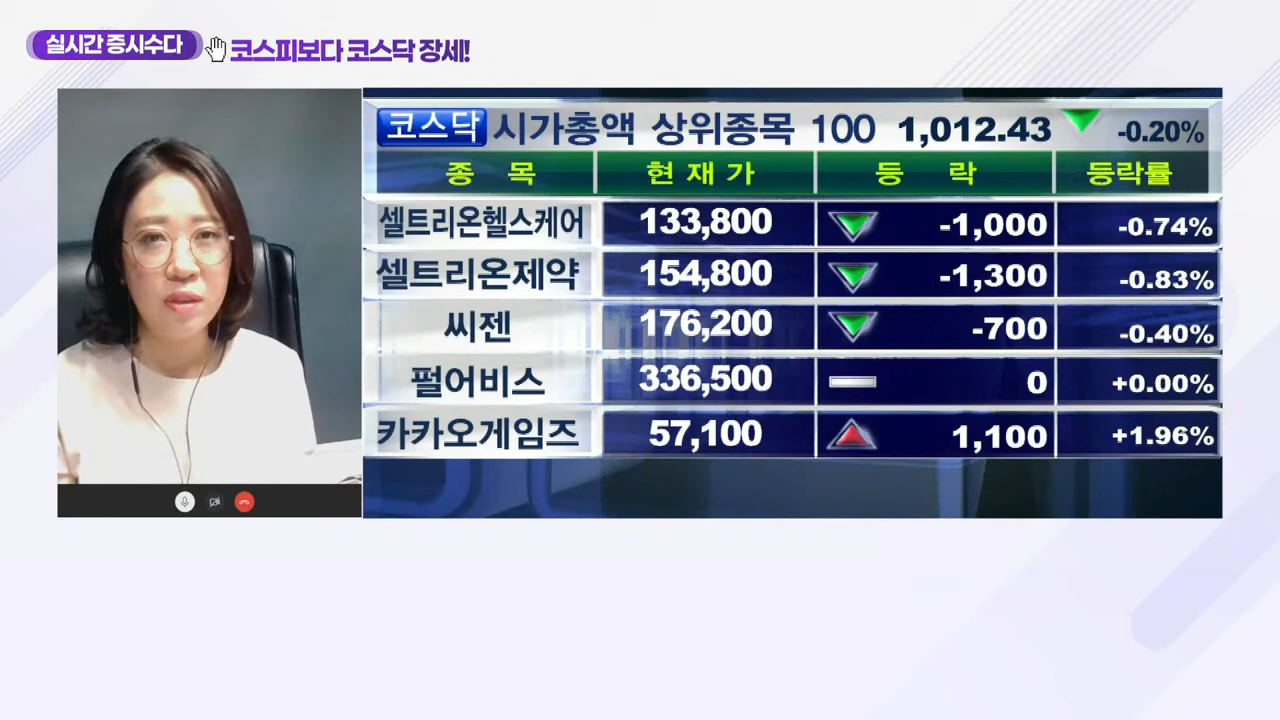 실시간 증시수다 코스피보다 코스닥 장세!
코스닥 시가총액 상위종목 100 1,012.43 -0.20%
종 목 현 재 가 등 락 등락률
셀트리온헬스케어 133,800 -1,000 -0.74%
셀트리온제약 154,800 -1,300 -0.83%
씨젠 176,200 -700 -0.40%
펄어비스 336,500 0 +0.00%
카카오게임즈 57,100 1,100 +1.96%